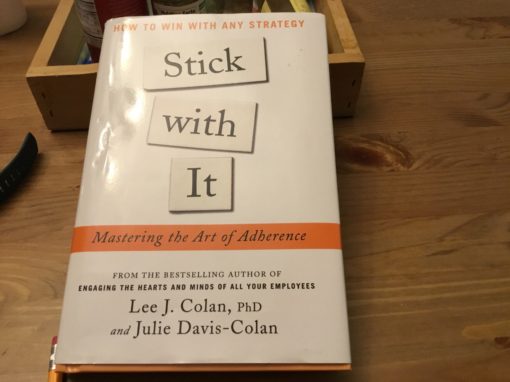 HOW TO WIN WITH ANY STRATEGY
Stick
with
It
Mastering the Art of Adherence
FROM THE BESTSELLING AUTHOR OF
ENGAGING THE HEARTS AND MINDS OF ALL YOUR EMPLOYEES
Lee J. Colan, PhD
and Julie Davis-Colan